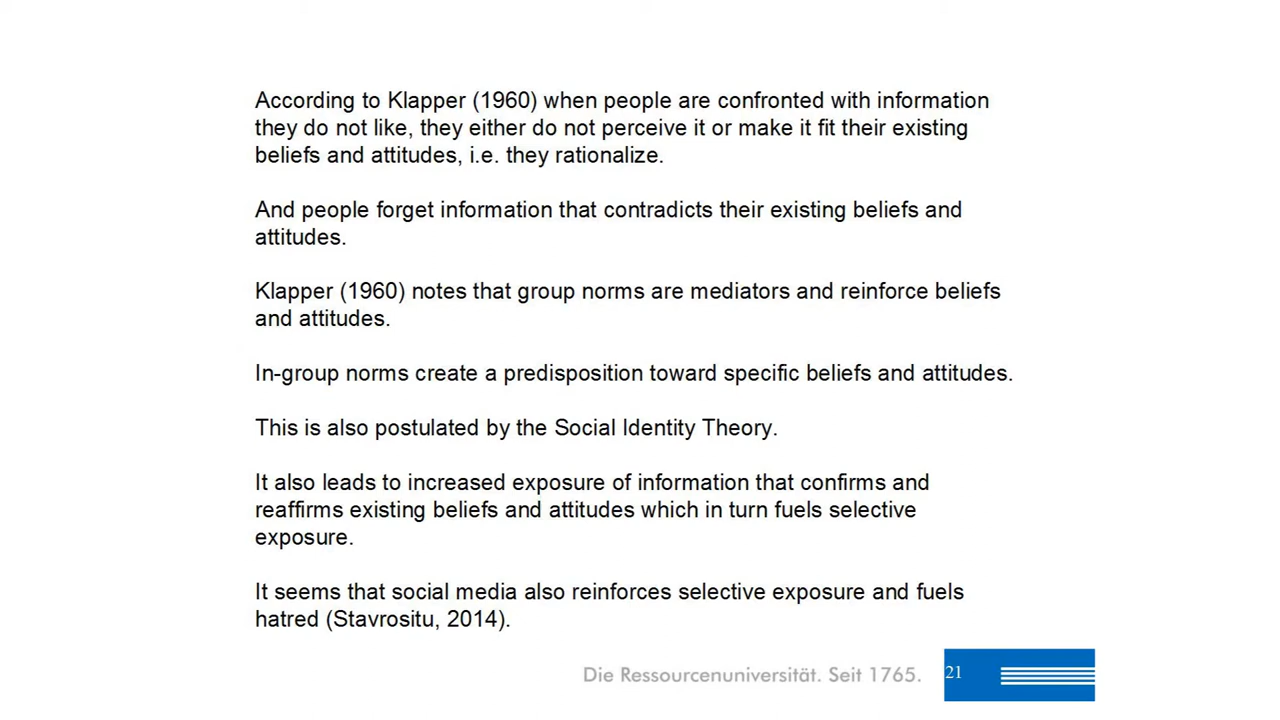 According to Klapper (1960) when people are confronted with information
they do not like, they either do not perceive it or make it fit their existing
beliefs and attitudes, i.e. they rationalize.
And people forget information that contradicts their existing beliefs and
attitudes.
Klapper (1960) notes that group norms are mediators and reinforce beliefs
and attitudes.
In-group norms create a predisposition toward specific beliefs and attitudes.
This is also postulated by the Social Identity Theory.
It also leads to increased exposure of information that confirms and
reaffirms existing beliefs and attitudes which in turn fuels selective
exposure.
It seems that social media also reinforces selective exposure and fuels
hatred (Stavrositu, 2014).
Die Ressourcenuniversität. Seit 1765.
21